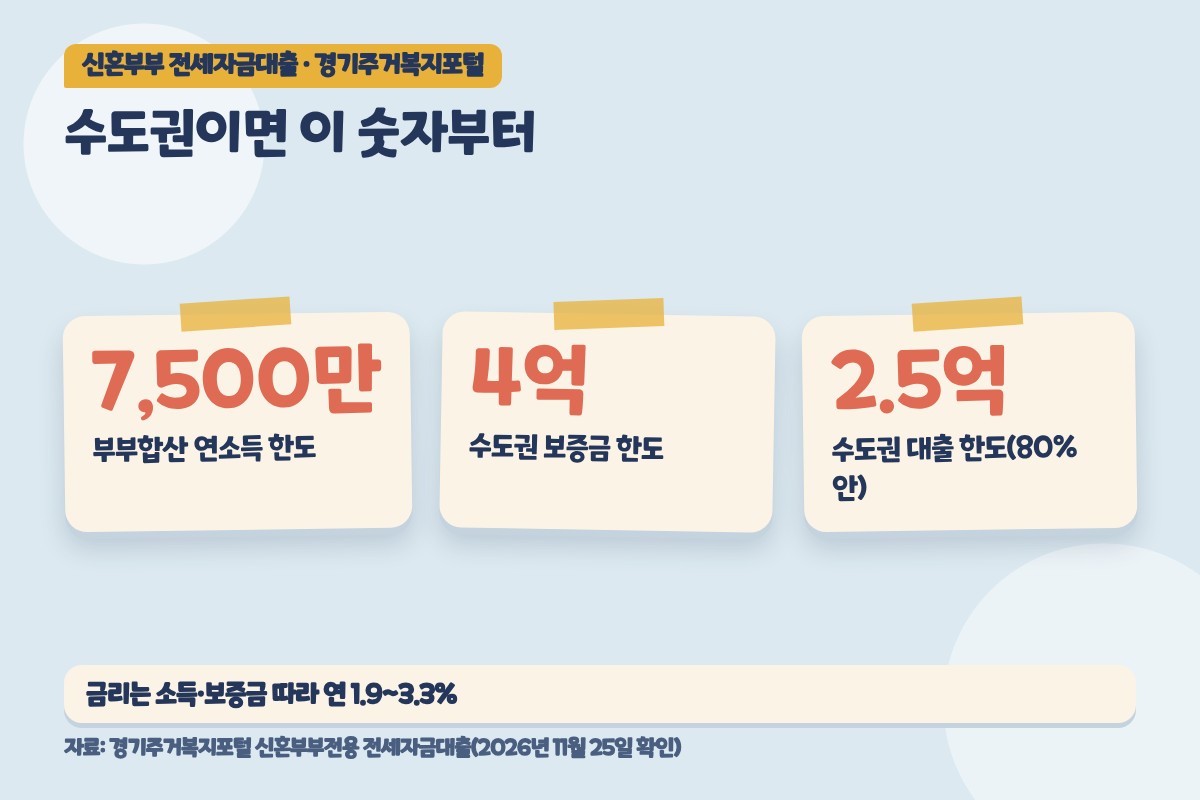 신혼부부 전세자금대출 · 경기주거복지포털
수도권이면 이 숫자부터
7,500만
부부합산 연소득 한도
4억
수도권 보증금 한도
2.5억
수도권 대출 한도(80%
안)
금리는 소득·보증금 따라 연 1.9~3.3%
자료: 경기주거복지포털 신혼부부전용 전세자금대출(2026년 11월 25일 확인)